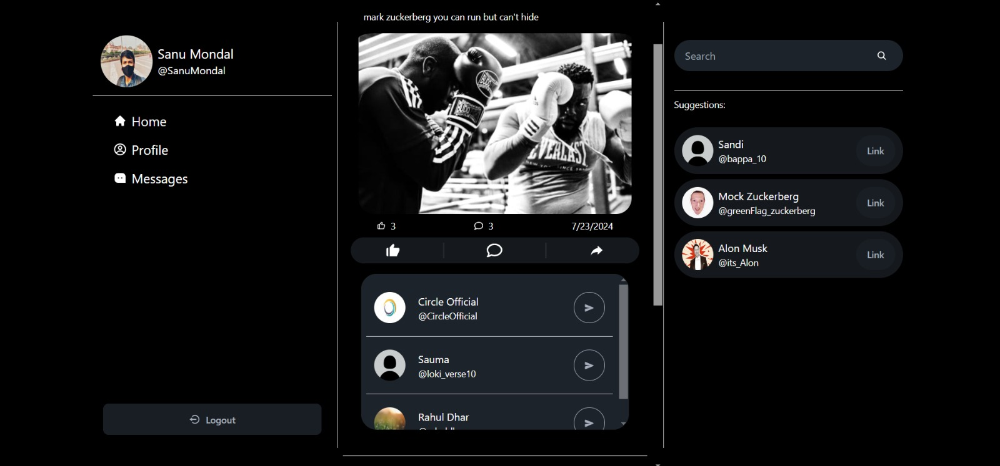 Sanu Mondal
@SanuMondal
Home
Profile
Messages
Logout
mark zuckerberg you can run but can't hide
BUDO
BUDO
EVERLAST
3
3
7/23/2024
Circle Official
@CircleOfficial
Sauma
@loki_verse10
Rahul Dhar
Search
Suggestions:
Sandi
@bappa_10
Link
Mock Zuckerberg
@greenFlag_zuckerberg
Link
Alon Musk
@its_Alon
Link